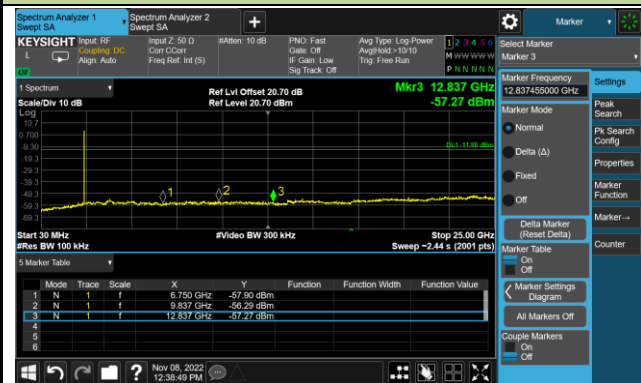 Spectrum Analyzer 1
Swept SA
Spectrum Analyzer 2
Swept SA
Marker
KEYSIGHT
L
Input: RF
Coupling: DC
Align: Auto
Input Z: 50 Ω
Corr CCorr
Freq Ref: Int (S)
#Atten: 10 dB
PNO: Fast
Gate: Off
IF Gain: Low
Sig Track: Off
Avg Type: Log-Power
Avg|Hold:>10/10
Trig: Free Run
1 2 3 4 5 6
M W W W W W
P N N N N N
Select Marker
Marker 3
1 Spectrum
Scale/Div 10 dB
Log
Ref Lvl Offset 20.70 dB
Ref Level 20.70 dBm
Mkr3 12.837 GHz
-57.27 dBm
10.7
0.700
-9.30
-19.3
-29.3
-39.3
-49.3
-59.3
-69.3
DL1 -11.88 dBm
1
2
3
Start 30 MHz
#Res BW 100 kHz
#Video BW 300 kHz
Stop 25.00 GHz
Sweep ~2.44 s (2001 pts)
5 Marker Table
Mode Trace Scale X Y Function Function Width Function Value
1 N 1 f 6.750 GHz -57.90 dBm
2 N 1 f 9.837 GHz -56.29 dBm
3 N 1 f 12.837 GHz -57.27 dBm
4
5
6
Marker Frequency
12.837455000 GHz
Marker Mode
Normal
Delta (Δ)
Fixed
Off
Delta Marker
(Reset Delta)
Marker Table
On
Off
Marker Settings
Diagram
All Markers Off
Couple Markers
On
Off
Settings
Peak
Search
Pk Search
Config
Properties
Marker
Function
Marker→
Counter
?
Nov 08, 2022
12:38:49 PM